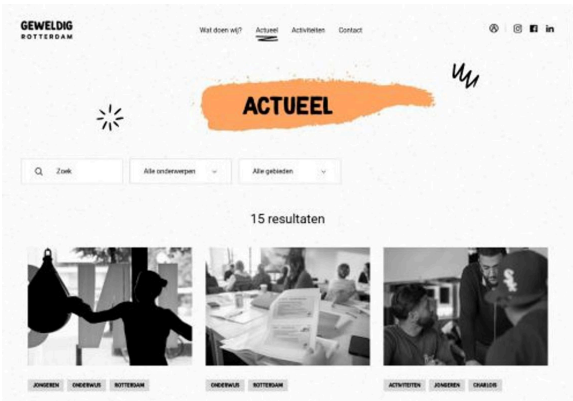 GEWELDIG
ROTTERDAM
Wat doen wij? Actueel Activiteiten Contact
ACTUEEL
Zoek Alle onderwerpen Alle gebieden
15 resultaten
JONGEREN ONDERWIJS ROTTERDAM ONDERWIJS ROTTERDAM ACTIVITEITEN JONGEREN CHARLOIS